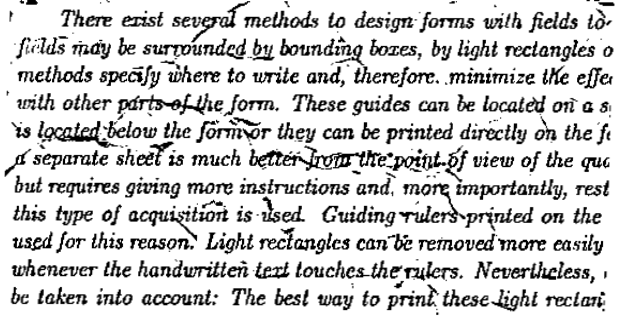 There exist several methods to design forms with fields to
fields may be surrounded by bounding boxes, by light rectangles o
methods specify where to write and, therefore, minimize the effe
with other parts of the form. These guides can be located on a s
is located below the form or they can be printed directly on the fo
a separate sheet is much better from the point of view of the qua
but requires giving more instructions and, more importantly, rest
this type of acquisition is used. Guiding rulers printed on the
used for this reason. Light rectangles can be removed more easily
whenever the handwritten text touches the rulers. Nevertheless,
be taken into account: The best way to print these light rectan